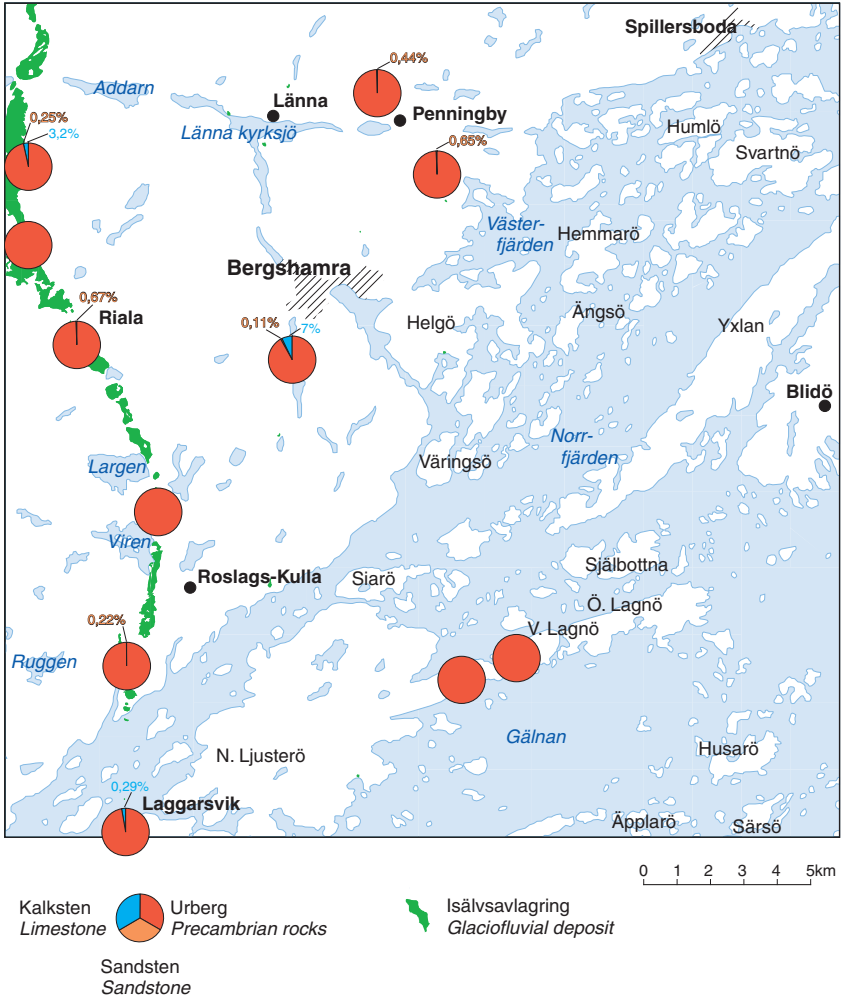 Spillersboda
0,44%
Addarn
Länna
Penningby
0,25%
3,2%
Länna kyrksjö
Humlö
0,65%
Svartnö
Väster-
fjärden
Hemmarö
Bergshamra
0,67%
Riala
0,11%
7%
Helgö
Ängsö
Yxlan
Blidö
Norr-
fjärden
Largen
Väringsö
Viren
Roslags-Kulla
Siarö
Själbottna
Ö. Lagnö
0,22%
V. Lagnö
Ruggen
Gälnan
N. Ljusterö
Husarö
0,29%
Laggarsvik
Äpplarö
Särsö
0 1 2 3 4 5km
Kalksten
Limestone
Urberg
Precambrian rocks
Isälvsavlagring
Glaciofluvial deposit
Sandsten
Sandstone